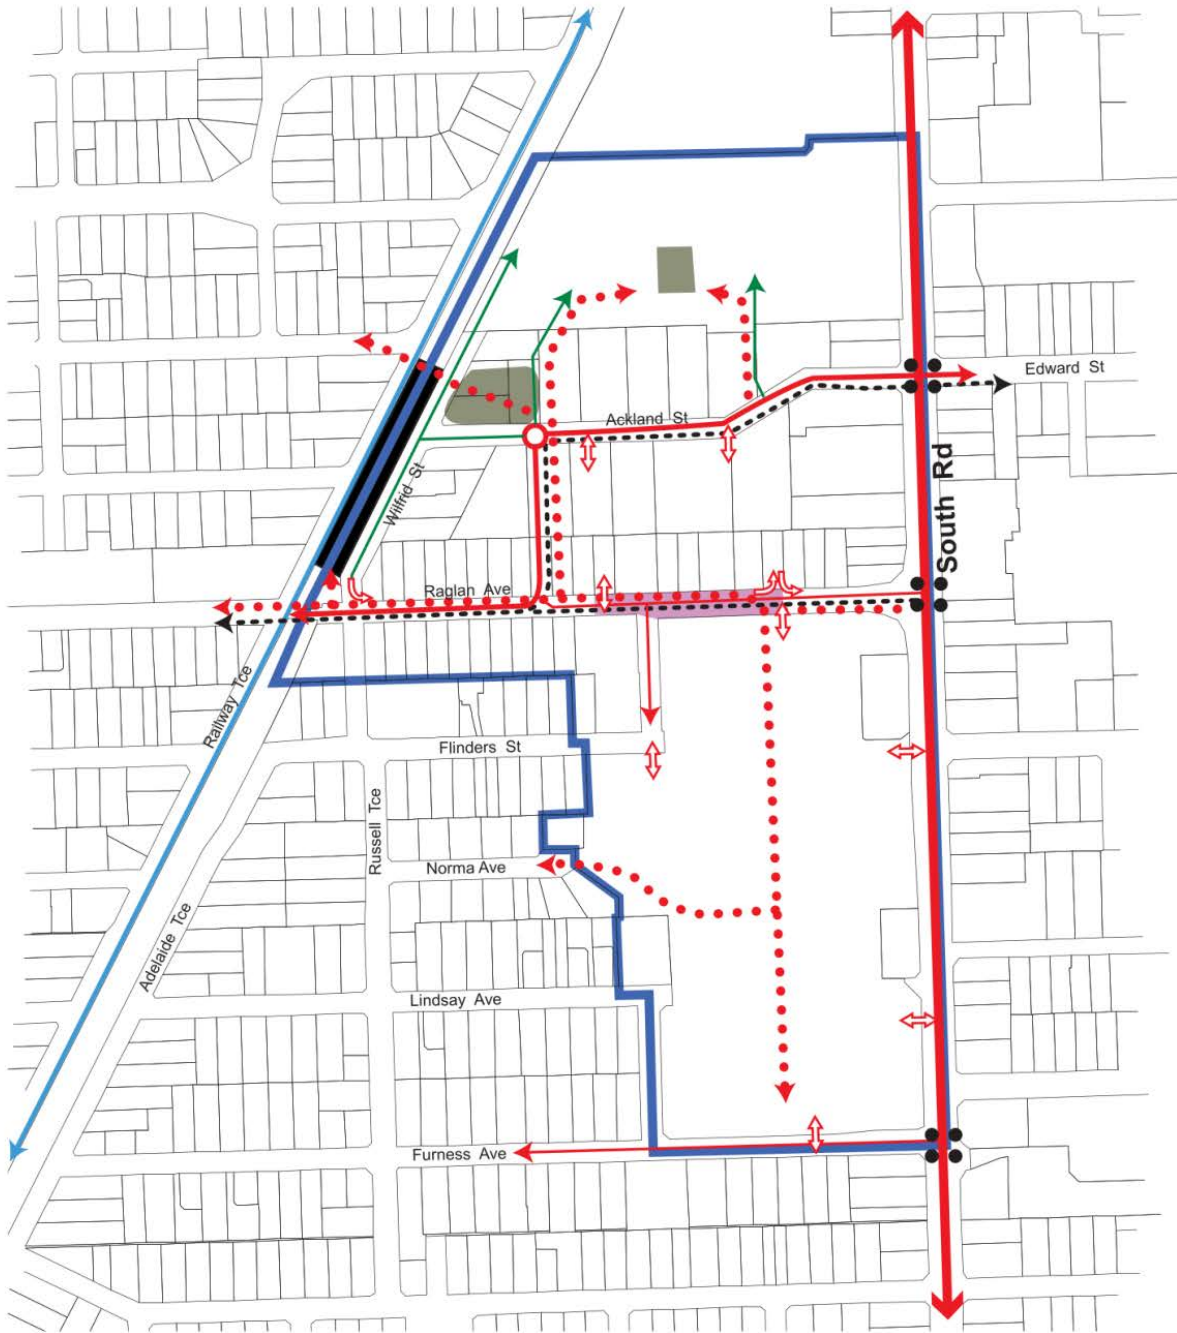 Edward St
Ackland St
South Rd
Wilfrid St
Raglan Ave
Railway Tce
Flinders St
Russell Tce
Norma Ave
Adelaide Tce
Lindsay Ave
Furness Ave